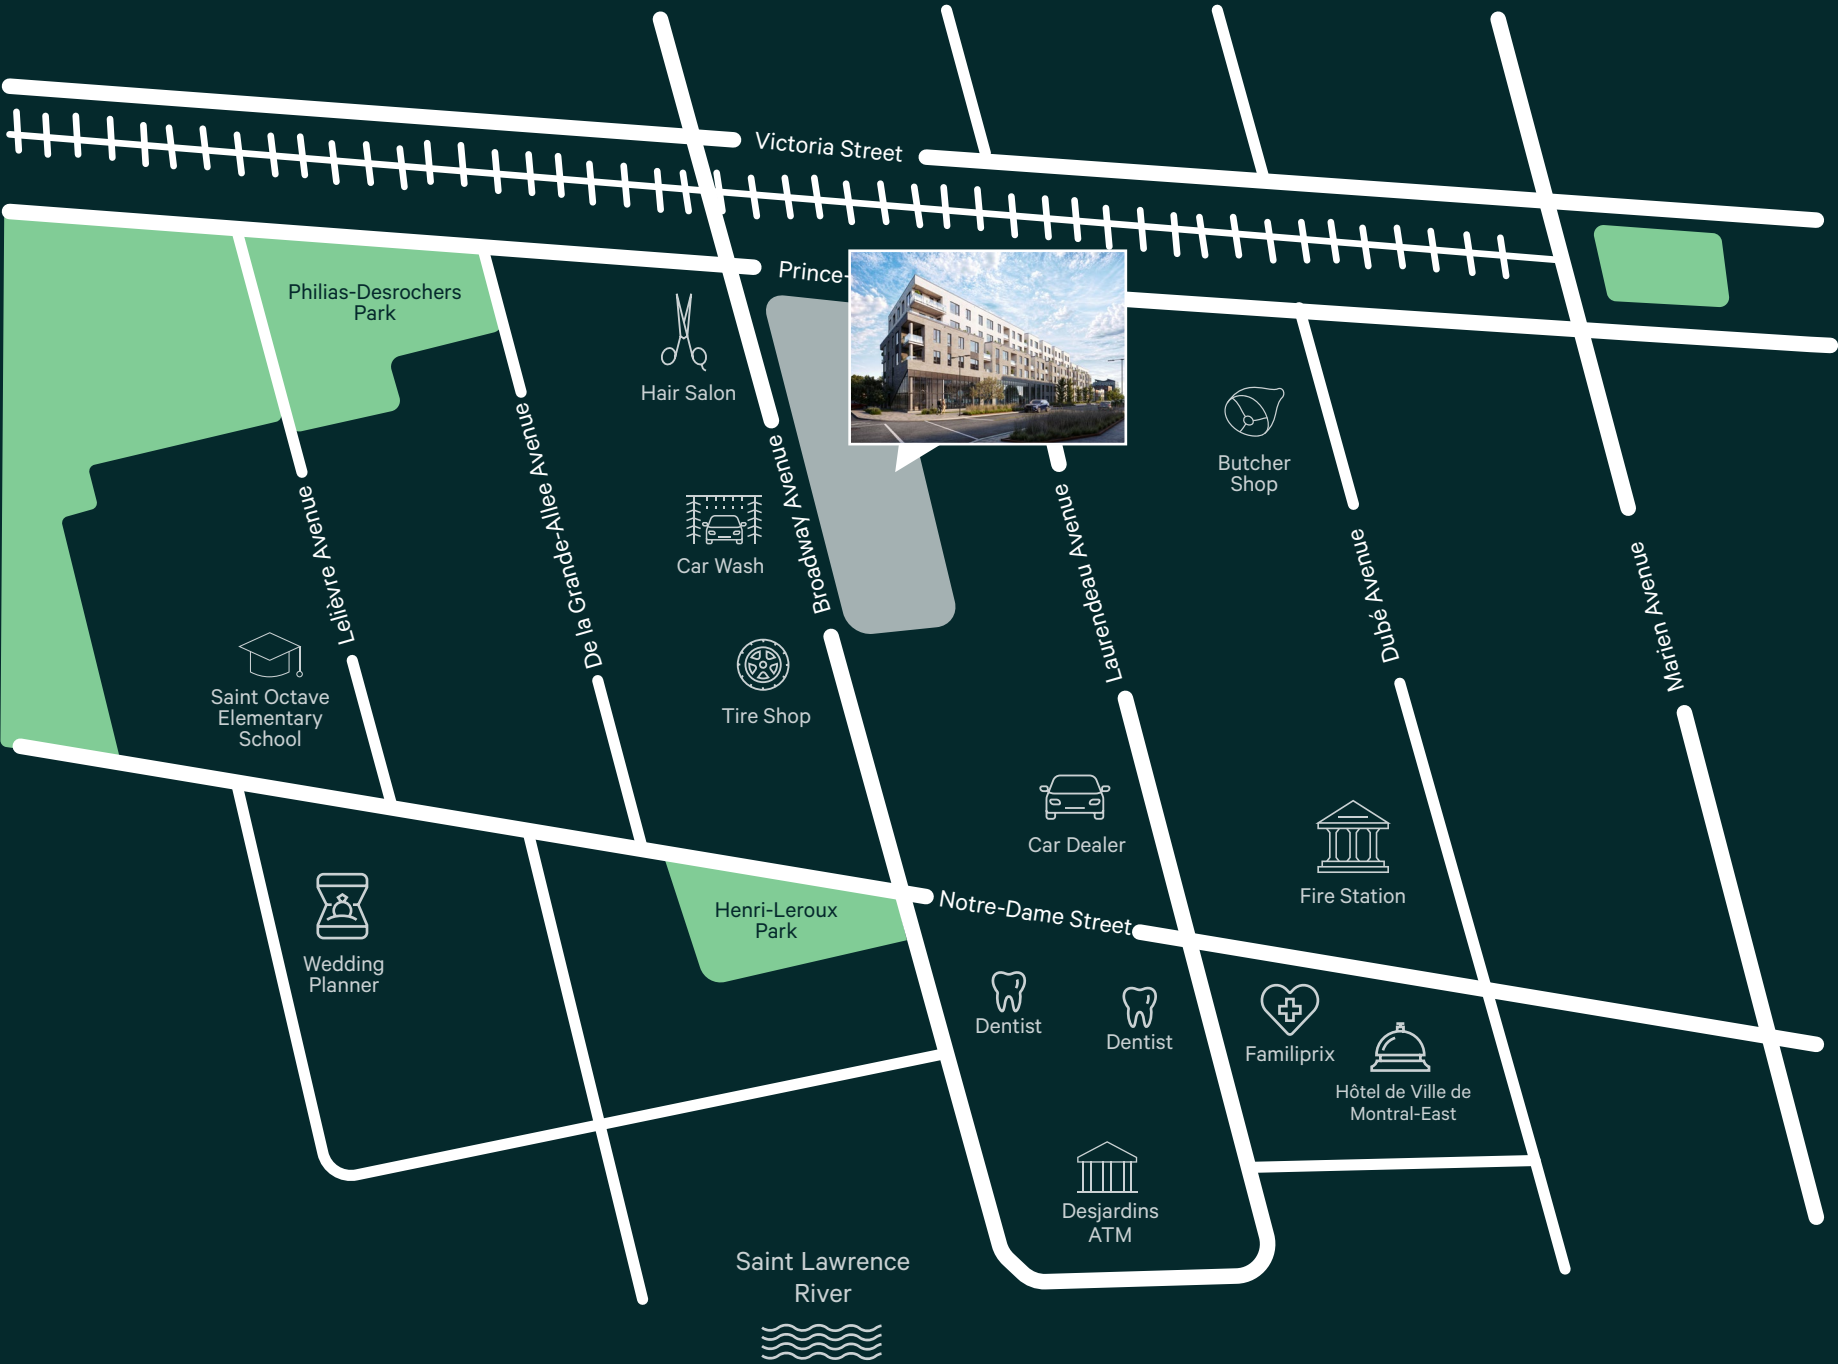 Victoria Street
Prince-
Philias-Desrochers
Park
Hair Salon
Butcher
Shop
Lelièvre Avenue
De la Grande-Allee Avenue
Broadway Avenue
Laurendeau Avenue
Dubé Avenue
Marien Avenue
Car Wash
Saint Octave
Elementary
School
Tire Shop
Car Dealer
Fire Station
Henri-Leroux
Park
Notre-Dame Street
Wedding
Planner
Dentist
Dentist
Familiprix
Hôtel de Ville de
Montral-East
Desjardins
ATM
Saint Lawrence
River